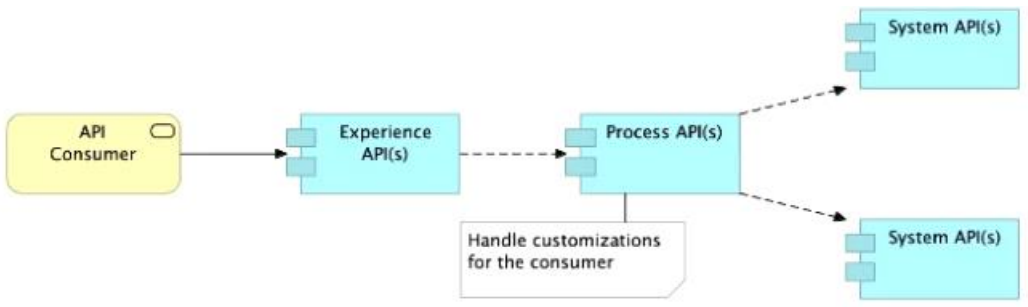 System API(s)
API
Consumer
Experience
API(s)
Process API(s)
Handle customizations
for the consumer
System API(s)